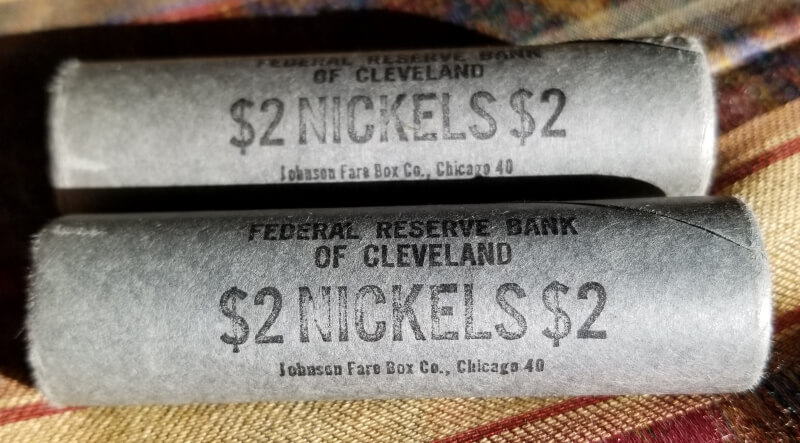 FEDERAL RESERVE BANK
OF CLEVELAND
$2 NICKELS $2
Johnson Fare Box Co., Chicago 40
FEDERAL RESERVE BANK
OF CLEVELAND
$2 NICKELS $2
Johnson Fare Box Co., Chicago 40